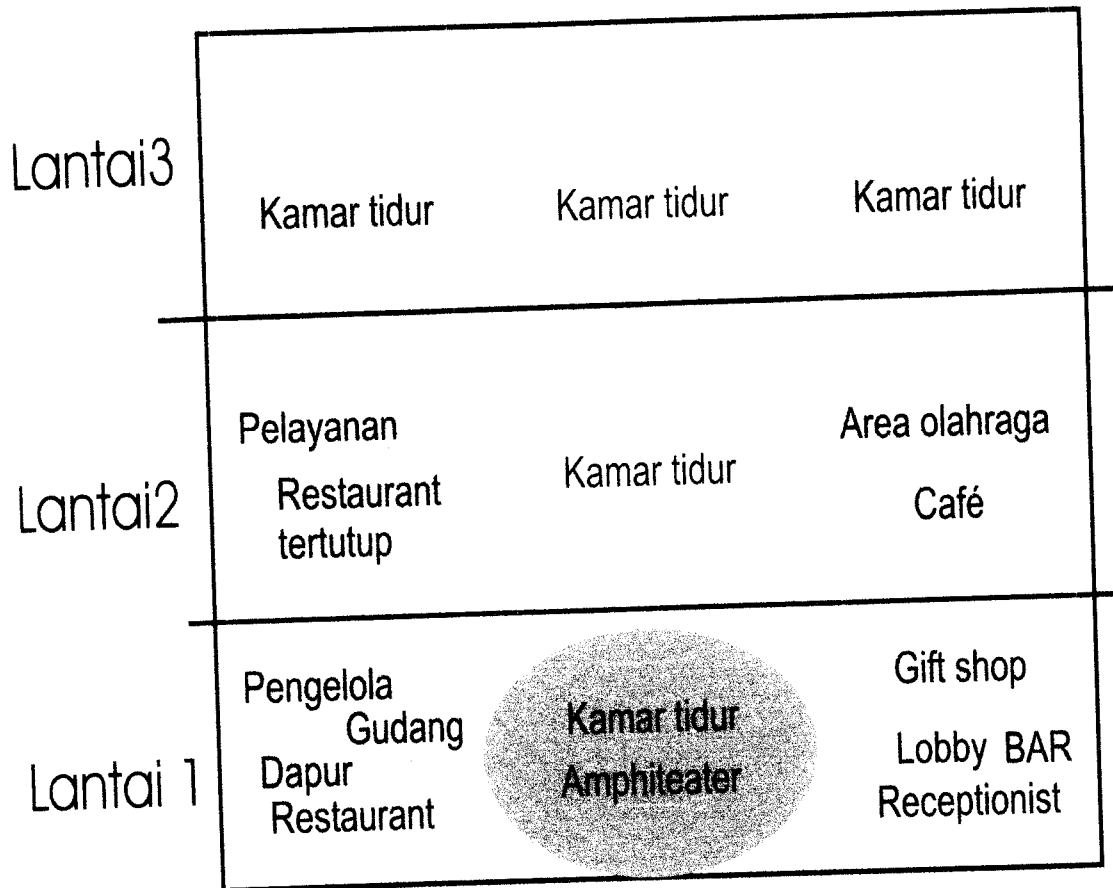 Lantai3
Kamar tidur
Kamar tidur
Kamar tidur
Lantai2
Pelayanan
Restaurant
tertutup
Kamar tidur
Area olahraga
Café
Lantai 1
Pengelola
Gudang
Dapur
Restaurant
Kamar tidur
Amphiteater
Gift shop
Lobby BAR
Receptionist